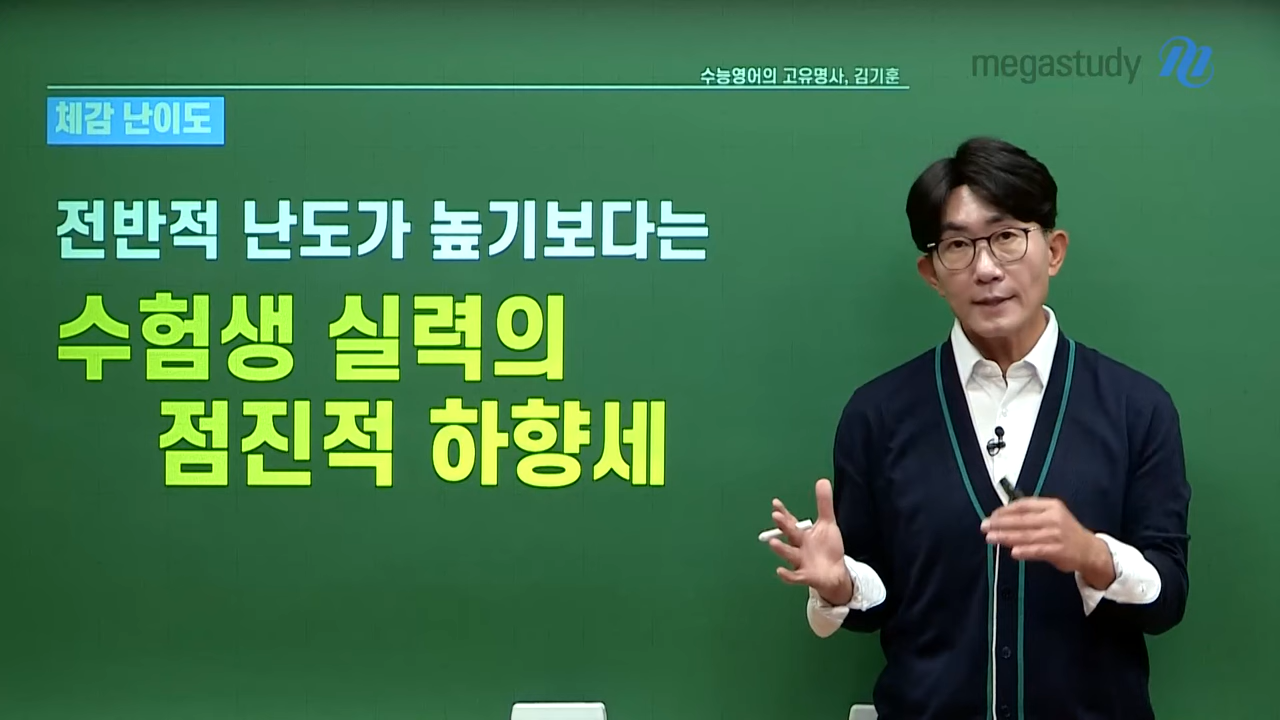 수능영어의 고유명사, 김기훈
megastudy
체감 난이도
전반적 난도가 높기보다는
수험생 실력의
점진적 하향세